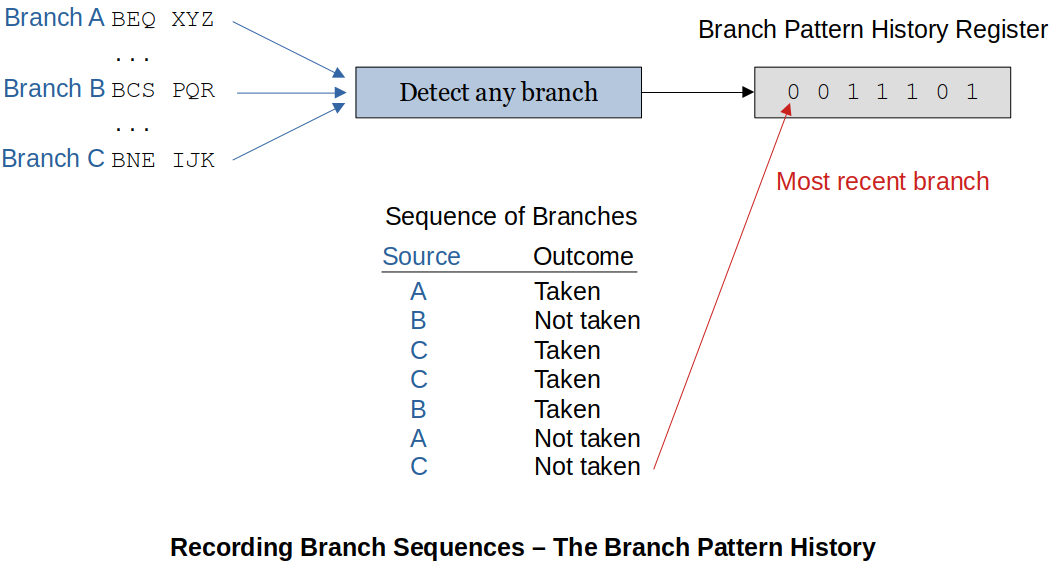 Branch A BEQ XYZ
...
Branch B BCS PQR
...
Branch C BNE IJK
Detect any branch
Branch Pattern History Register
0 0 1 1 1 0 1
Most recent branch
Sequence of Branches
Source Outcome
A Taken
B Not taken
C Taken
C Taken
B Taken
A Not taken
C Not taken
Recording Branch Sequences – The Branch Pattern History